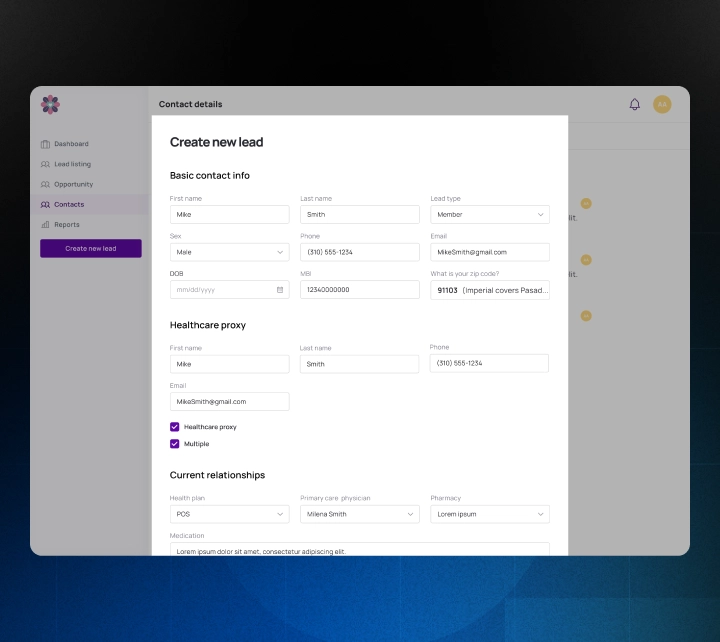 Contact details
AA
Dashboard
Lead listing
Opportunity
Contacts
Reports
Create new lead
Create new lead
Basic contact info
First name
Last name
Lead type
Mike
Smith
Member
Sex
Phone
Email
Male
(310) 555-1234
MikeSmith@gmail.com
DOB
MBI
What is your zip code?
mm/dd/yyyy
12340000000
91103 (Imperial covers Pasad...
Healthcare proxy
First name
Last name
Phone
Mike
Smith
(310) 555-1234
Email
MikeSmith@gmail.com
Healthcare proxy
Multiple
Current relationships
Health plan
Primary care physician
Pharmacy
POS
Milena Smith
Lorem ipsum
Medication
Lorem ipsum dolor sit amet, consectetur adipiscing elit.
lit.
lit.